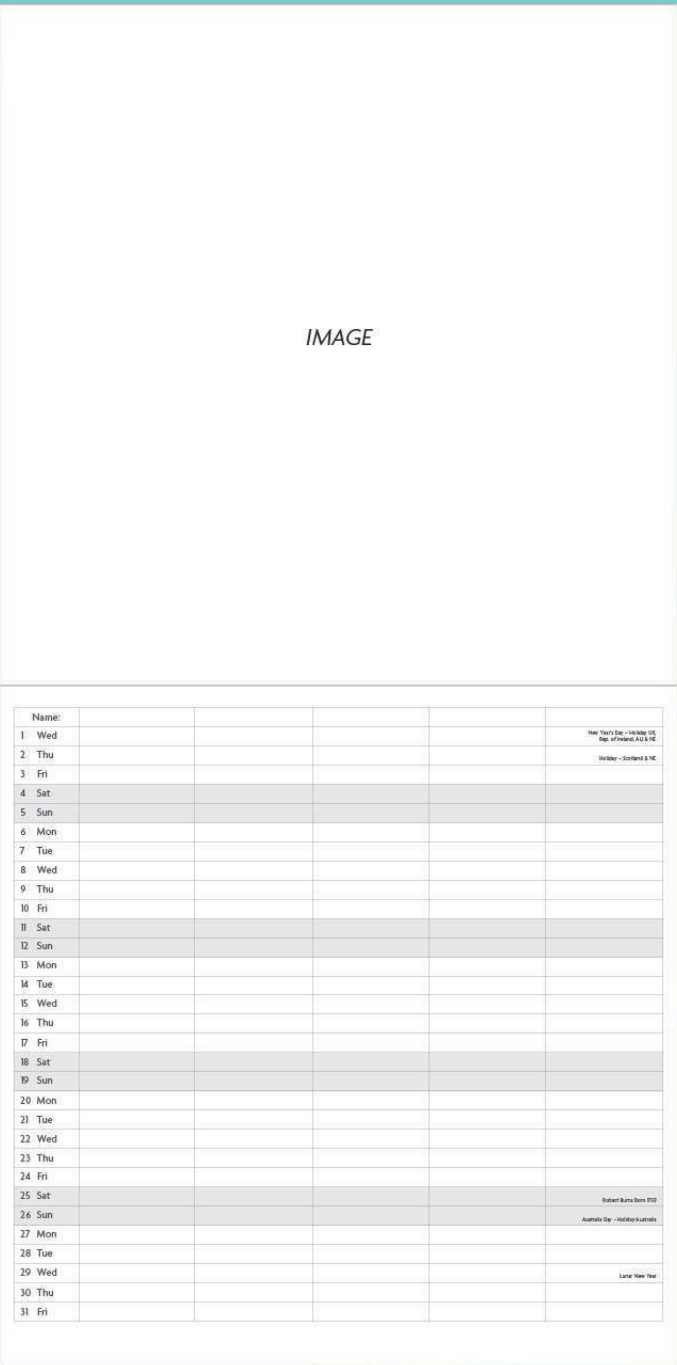 IMAGE
Name:
1 Wed New Year's Day – Holiday UK,
Rep. of Ireland, AU & NZ
2 Thu Holiday – Scotland & NZ
3 Fri
4 Sat
5 Sun
6 Mon
7 Tue
8 Wed
9 Thu
10 Fri
11 Sat
12 Sun
13 Mon
14 Tue
15 Wed
16 Thu
17 Fri
18 Sat
19 Sun
20 Mon
21 Tue
22 Wed
23 Thu
24 Fri
25 Sat Robert Burns Born 1759
26 Sun Australia Day – Holiday Australia
27 Mon
28 Tue
29 Wed Lunar New Year
30 Thu
31 Fri